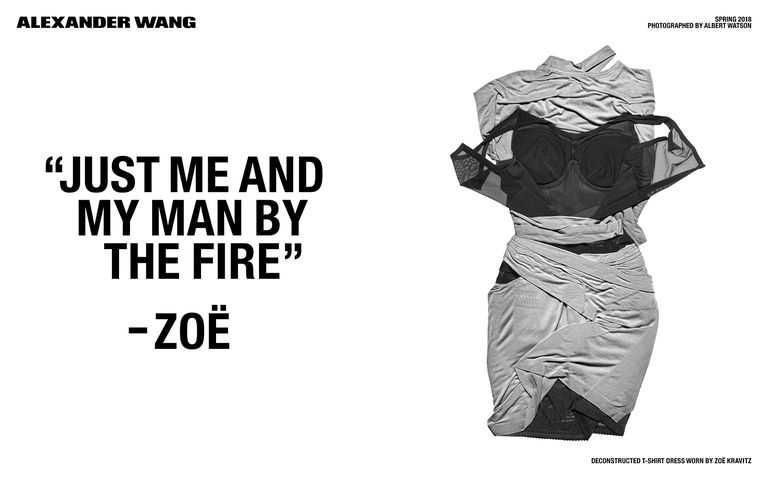 ALEXANDER WANG
SPRING 2018
PHOTOGRAPHED BY ALBERT WATSON
“JUST ME AND
MY MAN BY
THE FIRE”
–ZOË
DECONSTRUCTED T-SHIRT DRESS WORN BY ZOË KRAVITZ